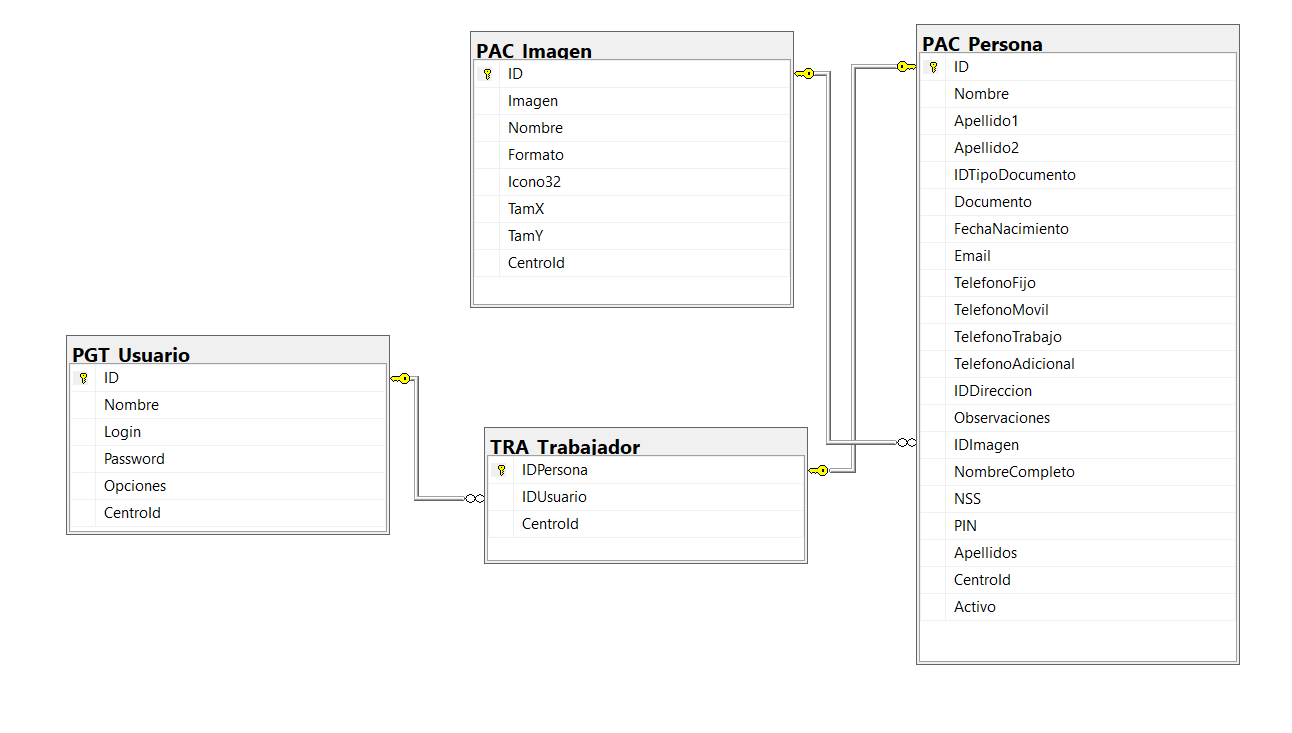 PAC_Imagen
ID
Imagen
Nombre
Formato
Icono32
TamX
TamY
CentroId
PAC_Persona
ID
Nombre
Apellido1
Apellido2
IDTipoDocumento
Documento
FechaNacimiento
Email
TelefonoFijo
TelefonoMovil
TelefonoTrabajo
TelefonoAdicional
IDDireccion
Observaciones
IDImagen
NombreCompleto
NSS
PIN
Apellidos
CentroId
Activo
PGT_Usuario
ID
Nombre
Login
Password
Opciones
CentroId
TRA_Trabajador
IDPersona
IDUsuario
CentroId